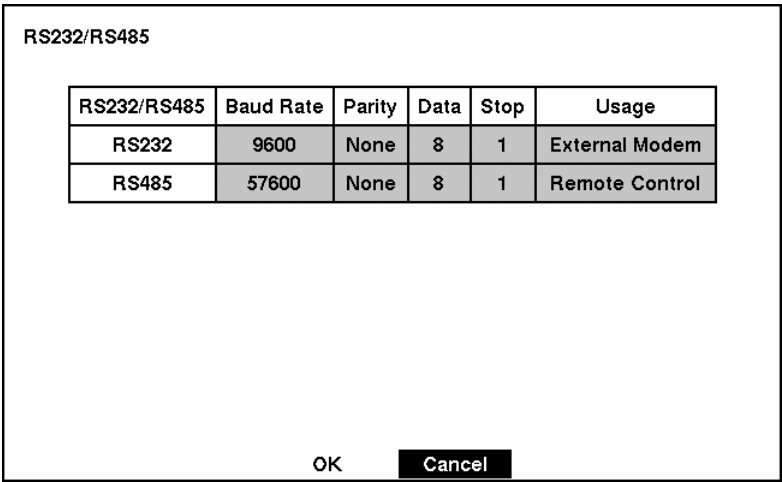 RS232/RS485
RS232/RS485 Baud Rate Parity Data Stop Usage
RS232 9600 None 8 1 External Modem
RS485 57600 None 8 1 Remote Control
OK Cancel